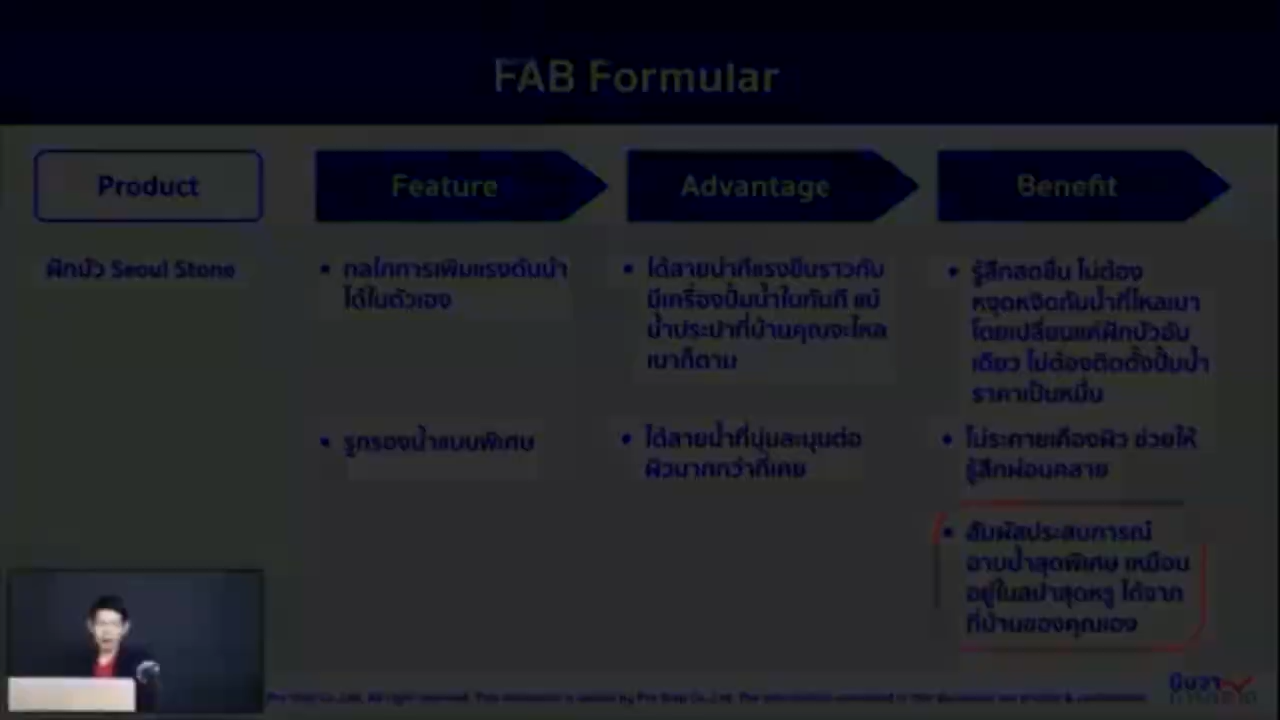 FAB Formular
Product
Feature
Advantage
Benefit
ฝักบัว Seoul Stone
• กลไกการเพิ่มแรงดันน้ำ
ได้ในตัวเอง
• ได้สายน้ำที่แรงขึ้นราวกับ
มีเครื่องปั๊มน้ำในทันที แม้
น้ำประปาที่บ้านคุณจะไหล
เบาก็ตาม
• รู้สึกสดชื่น ไม่ต้อง
หงุดหงิดกับน้ำที่ไหลเบา
โดยเปลี่ยนแค่ฝักบัวอัน
เดียว ไม่ต้องติดตั้งปั๊มน้ำ
ราคาเป็นหมื่น
• รูกรองน้ำแบบพิเศษ
• ได้สายน้ำที่นุ่มละมุนต่อ
ผิวมากกว่าที่เคย
• ไม่ระคายเคืองผิว ช่วยให้
รู้สึกผ่อนคลาย
• สัมผัสประสบการณ์
อาบน้ำสุดพิเศษ เหมือน
อยู่ในสปาสุดหรู ได้จาก
ที่บ้านของคุณเอง
Co.,Ltd. All right reserved. This